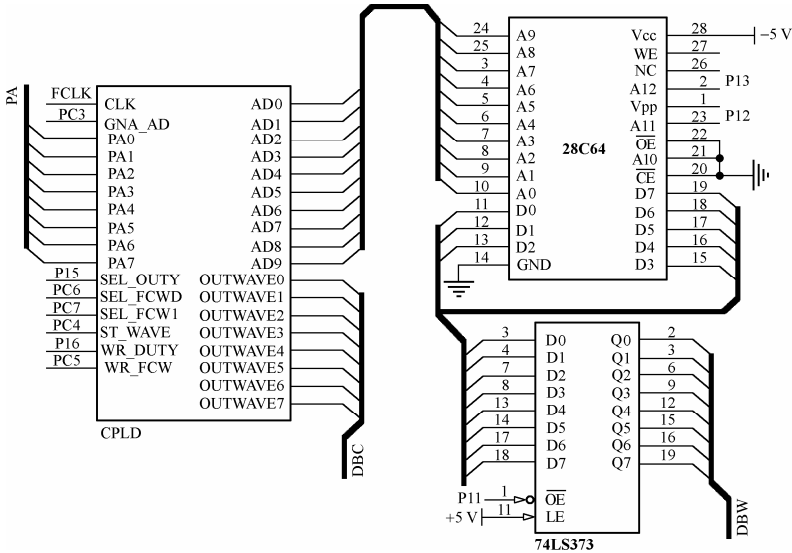 PA
FCLK
CLK
AD0
PC3
GNA_AD
AD1
PA0
AD2
PA1
AD3
PA2
AD4
PA3
AD5
PA4
AD6
PA5
AD7
PA6
AD8
PA7
AD9
P15
SEL_OUTY
OUTWAVE0
PC6
SEL_FCWD
OUTWAVE1
PC7
SEL_FCW1
OUTWAVE2
PC4
ST_WAVE
OUTWAVE3
P16
WR_DUTY
OUTWAVE4
PC5
WR_FCW
OUTWAVE5
OUTWAVE6
OUTWAVE7
CPLD
DBC
24 A9 Vcc 28 −5 V
25 A8 WE 27
3 A7 NC 26
4 A6 A12 2 P13
5 A5 Vpp 1
6 A4 A11 23 P12
28C64
7 A3 OE 22
8 A2 A10 21
9 A1 CE 20
10 A0 D7 19
11 D0 D6 18
12 D1 D5 17
13 D2 D4 16
14 GND D3 15
3 D0 Q0 2
4 D1 Q1 3
7 D2 Q2 6
8 D3 Q3 9
13 D4 Q4 12
14 D5 Q5 15
17 D6 Q6 16
18 D7 Q7 19
P11 1 OE
+5 V 11 LE
74LS373
DBW